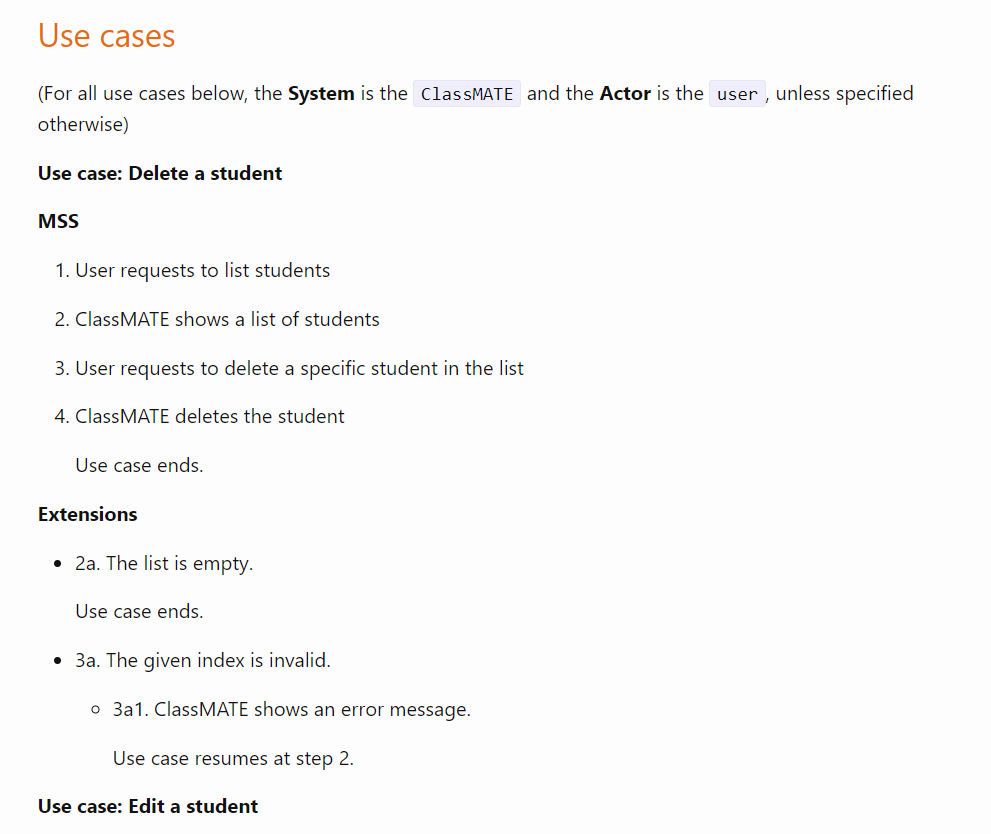 Use cases
(For all use cases below, the System is the ClassMATE and the Actor is the user, unless specified
otherwise)
Use case: Delete a student
MSS
1. User requests to list students
2. ClassMATE shows a list of students
3. User requests to delete a specific student in the list
4. ClassMATE deletes the student
Use case ends.
Extensions
• 2a. The list is empty.
Use case ends.
• 3a. The given index is invalid.
◦ 3a1. ClassMATE shows an error message.
Use case resumes at step 2.
Use case: Edit a student